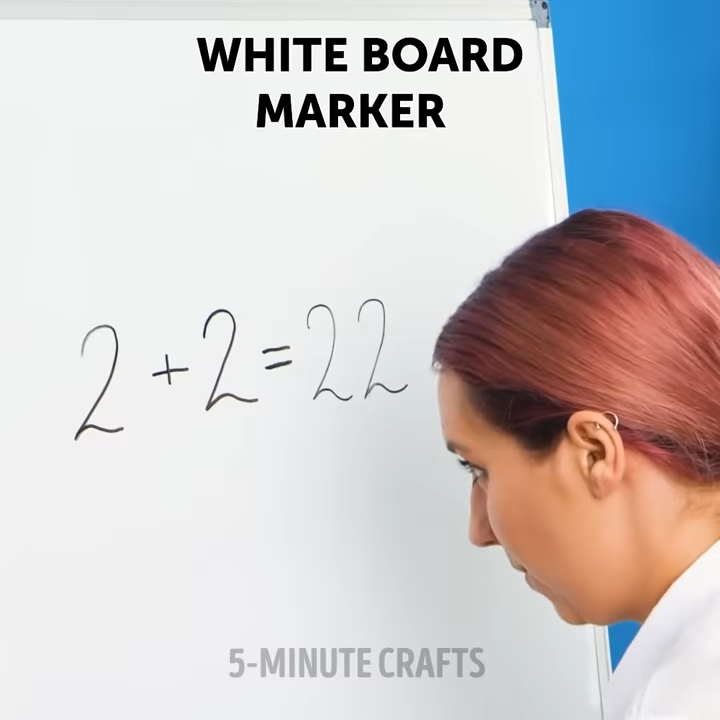 WHITE BOARD
MARKER
2 + 2 = 22
5-MINUTE CRAFTS